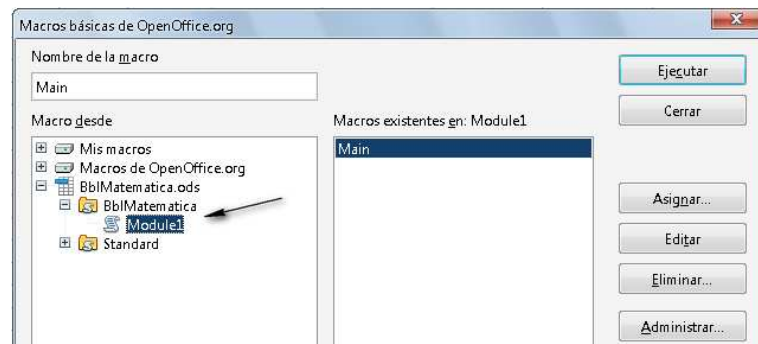 Macros básicas de OpenOffice.org
Nombre de la macro
Main
Ejecutar
Cerrar
Macro desde
Macros existentes en: Module1
Mis macros
Macros de OpenOffice.org
BblMatematica.ods
BblMatematica
Module1
Standard
Main
Asignar...
Editar
Eliminar...
Administrar...